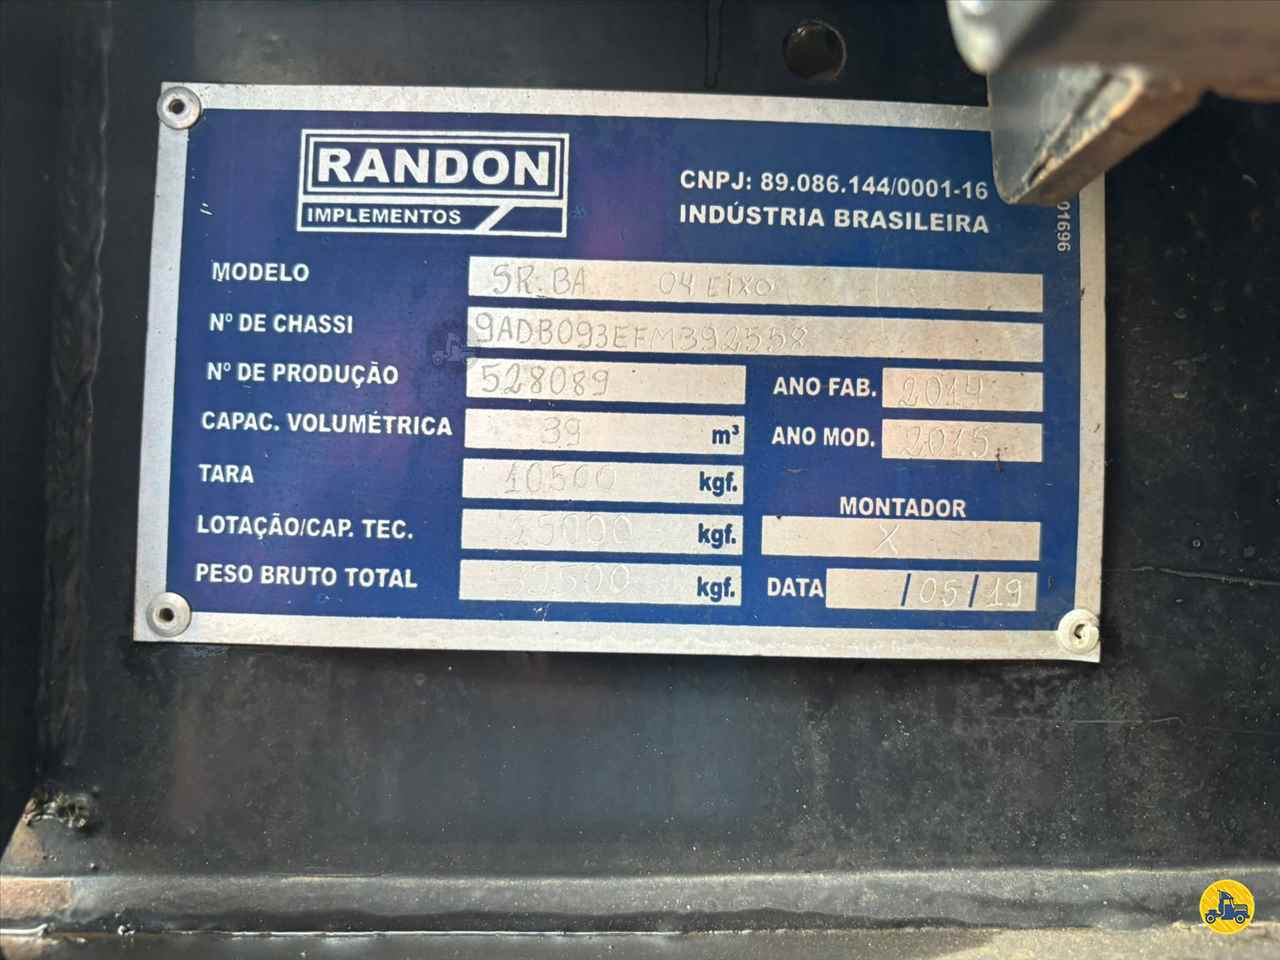 RANDON
IMPLEMENTOS
CNPJ: 89.086.144/0001-16
INDÚSTRIA BRASILEIRA
01696
MODELO SR. BA 04 EIXO
Nº DE CHASSI 9ADB093EFM392558
Nº DE PRODUÇÃO 528089 ANO FAB. 2014
CAPAC. VOLUMÉTRICA 39 m³ ANO MOD. 2015
TARA 10500 kgf.
MONTADOR
LOTAÇÃO/CAP. TEC. 25000 kgf. X
PESO BRUTO TOTAL 35500 kgf. DATA /05/19